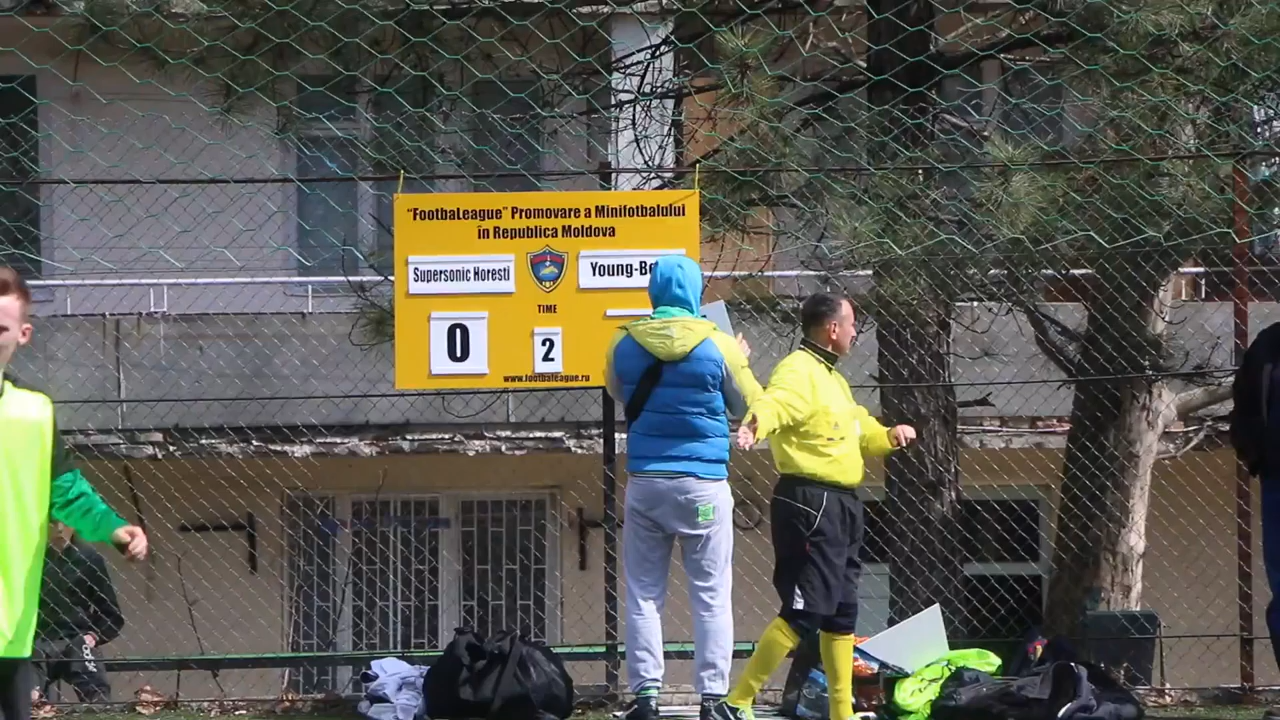 "FootbaLeague" Promovare a Minifotbalului
în Republica Moldova
Supersonic Horesti
TIME
0
2
www.footbaleague.ru